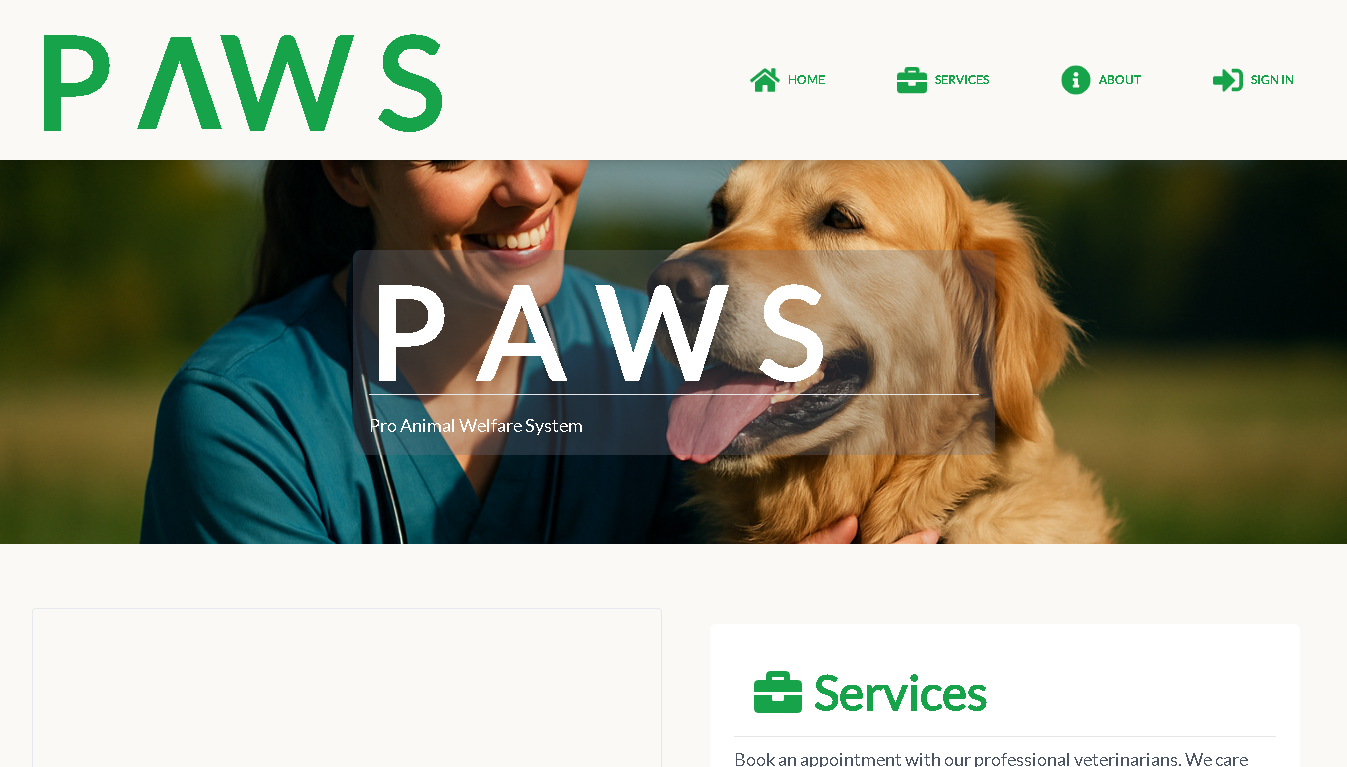 PAWS
HOME
SERVICES
ABOUT
SIGN IN
PAWS
Pro Animal Welfare System
Services
Book an appointment with our professional veterinarians. We care